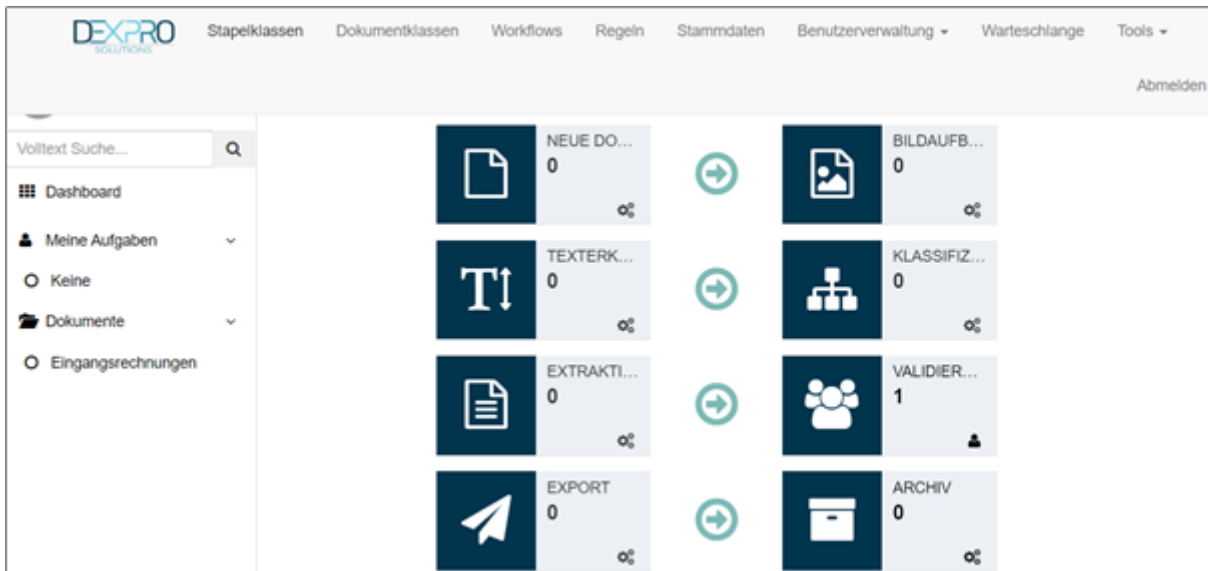 DEXPRO
SOLUTIONS
Stapelklassen Dokumentklassen Workflows Regeln Stammdaten Benutzerverwaltung Warteschlange Tools
Abmelden
Volltext Suche...
Dashboard
Meine Aufgaben
Keine
Dokumente
Eingangsrechnungen
NEUE DO...
0
BILDAUFB...
0
TEXTERK...
0
KLASSIFIZ...
0
EXTRAKTI...
0
VALIDIER...
1
EXPORT
0
ARCHIV
0